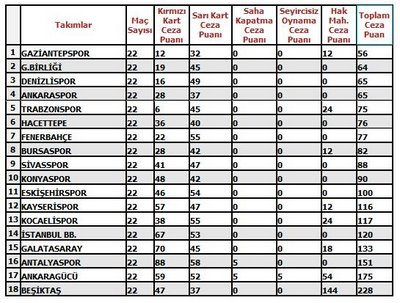 Takımlar Maç Sayısı Kırmızı Kart Ceza Puanı Sarı Kart Ceza Puanı Saha Kapatma Ceza Puanı Seyircisiz Oynama Ceza Puanı Hak Mah. Ceza Puanı Toplam Ceza Puan
1 GAZİANTEPSPOR 22 12 32 0 0 12 56
2 G.BİRLİĞİ 22 19 45 0 0 0 64
3 DENİZLİSPOR 22 16 49 0 0 0 65
4 ANKARASPOR 22 28 37 0 0 0 65
5 TRABZONSPOR 22 6 45 0 0 24 75
6 HACETTEPE 22 36 40 0 0 0 76
7 FENERBAHÇE 22 22 55 0 0 0 77
8 BURSASPOR 22 28 42 0 0 12 82
9 SİVASSPOR 22 41 47 0 0 0 88
10 KONYASPOR 22 48 42 0 0 0 90
11 ESKİŞEHİRSPOR 22 46 54 0 0 0 100
12 KAYSERİSPOR 22 57 47 0 0 12 116
13 KOCAELİSPOR 22 38 55 0 0 24 117
14 İSTANBUL BB. 22 67 53 0 0 0 120
15 GALATASARAY 22 70 45 0 0 18 133
16 ANTALYASPOR 22 88 58 5 0 0 151
17 ANKARAGÜCÜ 22 59 52 5 5 54 175
18 BEŞİKTAŞ 22 47 37 0 0 144 228